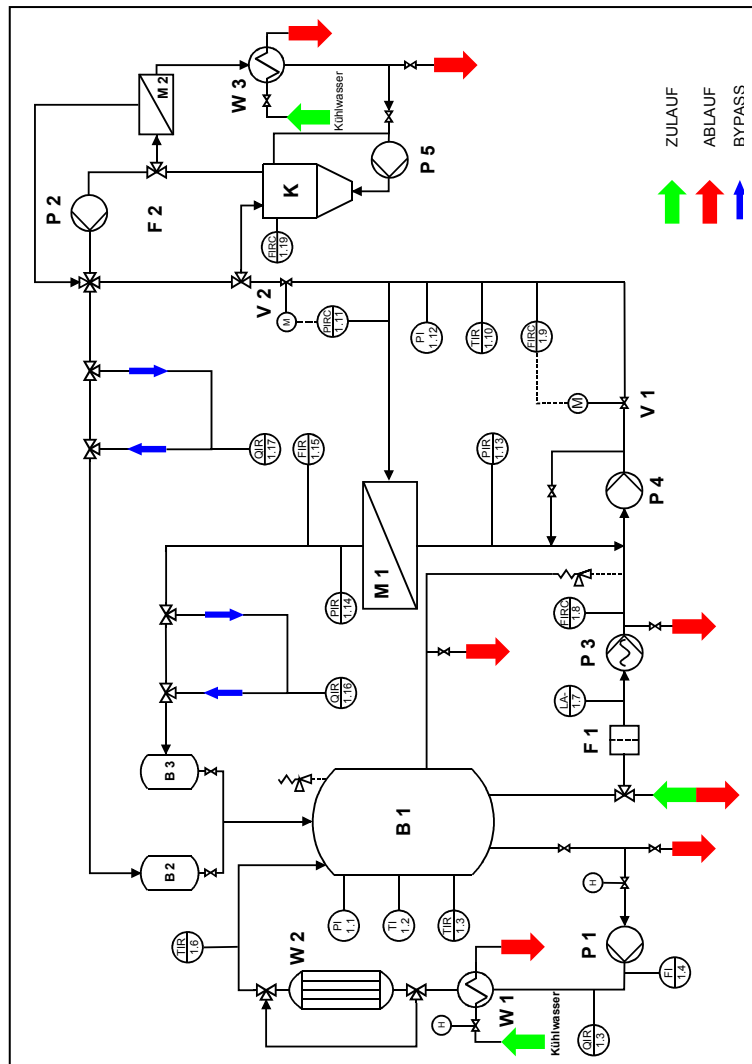 M 2
W 3
Kühlwasser
P 5
P 2
F 2
K
FIRC
1.19
ZULAUF
ABLAUF
BYPASS
V 2
M
PIRC
1.11
PI
1.12
TIR
1.10
FIRC
1.9
M
V 1
QIR
1.17
FIR
1.15
PIR
1.13
P 4
M 1
PIR
1.14
FIRC
1.8
P 3
QIR
1.16
LA-
1.7
F 1
B 3
B 2
B 1
TIR
1.6
PI
1.1
TI
1.2
TIR
1.3
W 2
H
P 1
FI
1.4
H
W 1
Kühlwasser
QIR
1.3